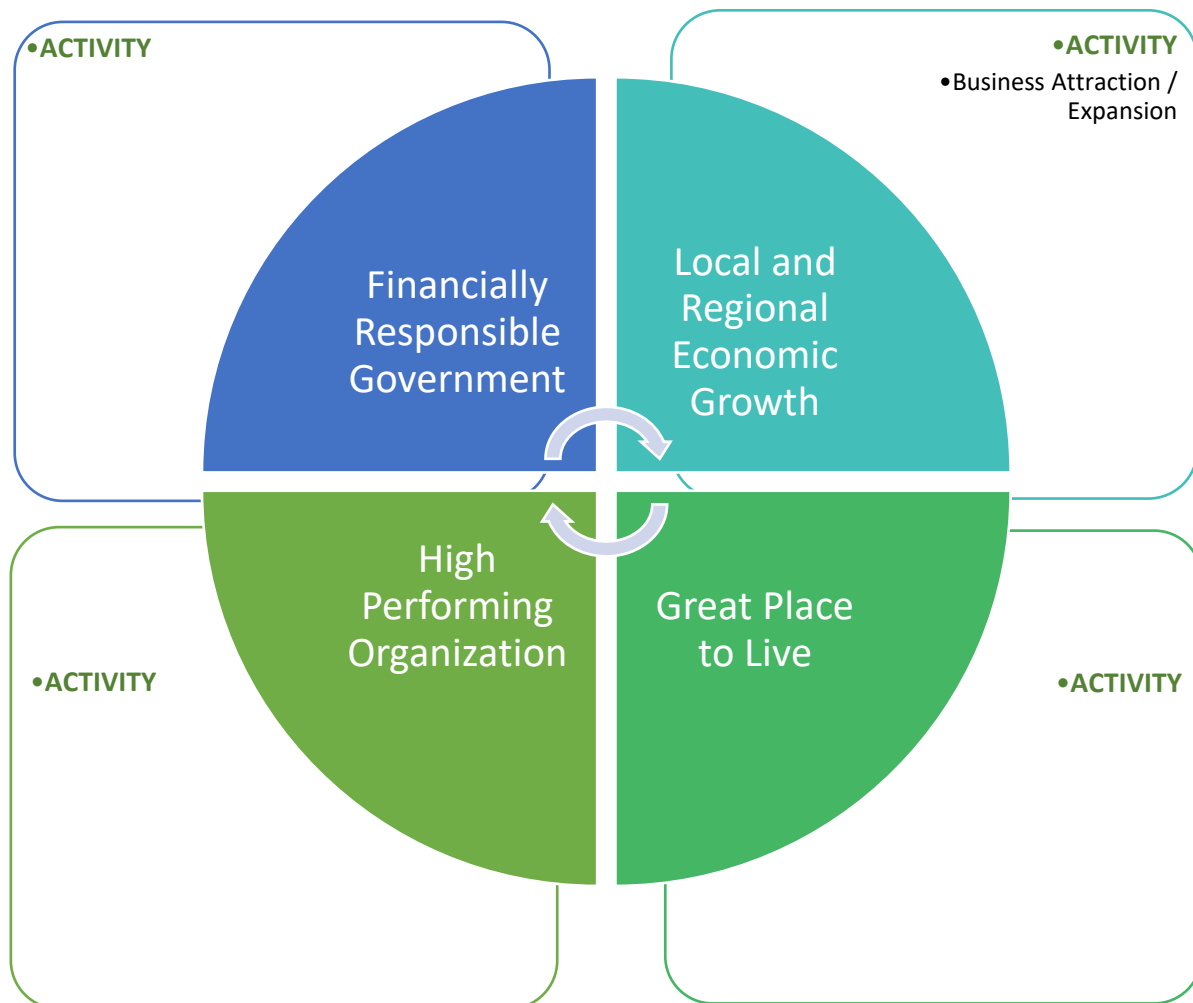 •ACTIVITY
•ACTIVITY
•Business Attraction /
Expansion
Financially
Responsible
Government
Local and
Regional
Economic
Growth
High
Performing
Organization
Great Place
to Live
•ACTIVITY
•ACTIVITY